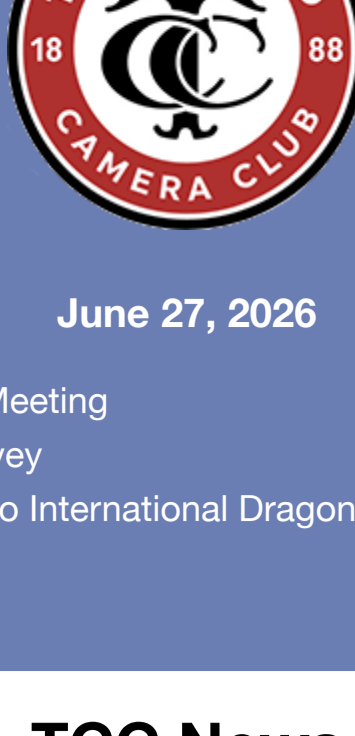 18 88
CAMERA CLUB
June 27, 2026
Meeting
vey
o International Dragon
TCC News